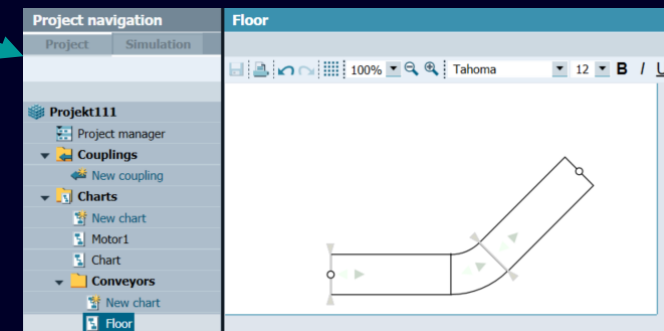 Project navigation
Project Simulation
Projekt111
Project manager
Couplings
New coupling
Charts
New chart
Motor1
Chart
Conveyors
New chart
Floor
Floor
100% Tahoma 12 B I U